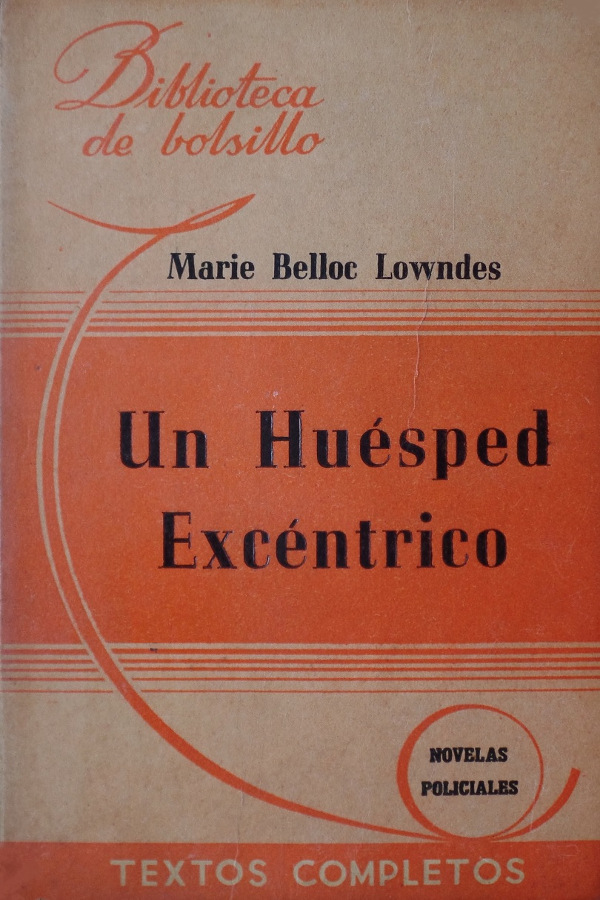 Biblioteca
de bolsillo
Marie Belloc Lowndes
Un Huésped
Excéntrico
NOVELAS
POLICIALES
TEXTOS COMPLETOS